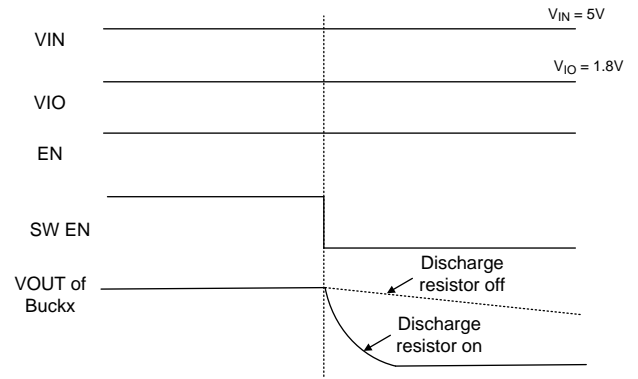 V_IN = 5V
VIN
V_IO = 1.8V
VIO
EN
SW EN
Discharge
resistor off
VOUT of
Buckx
Discharge
resistor on